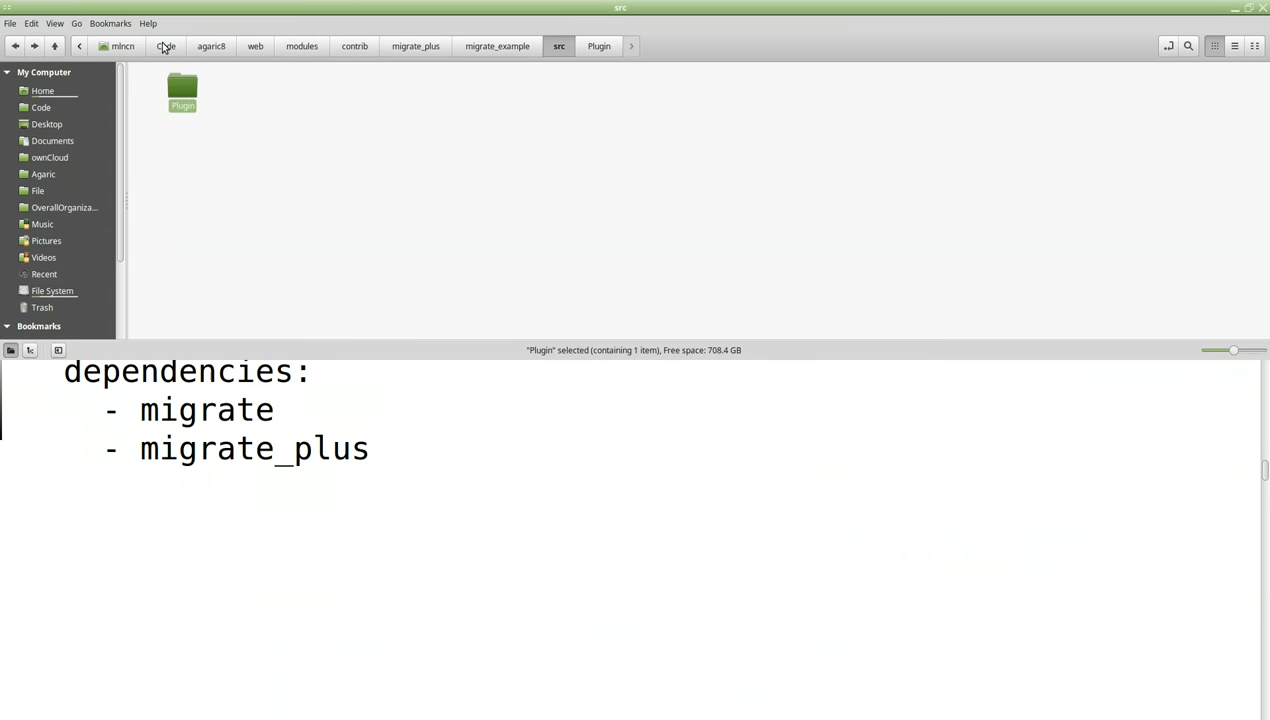 src
File Edit View Go Bookmarks Help
mlncn Code agaric8 web modules contrib migrate_plus migrate_example src Plugin
My Computer
Home
Code
Desktop
Documents
ownCloud
Agaric
File
OverallOrganiza...
Music
Pictures
Videos
Recent
File System
Trash
Bookmarks
Plugin
"Plugin" selected (containing 1 item), Free space: 708.4 GB
dependencies:
- migrate
- migrate_plus